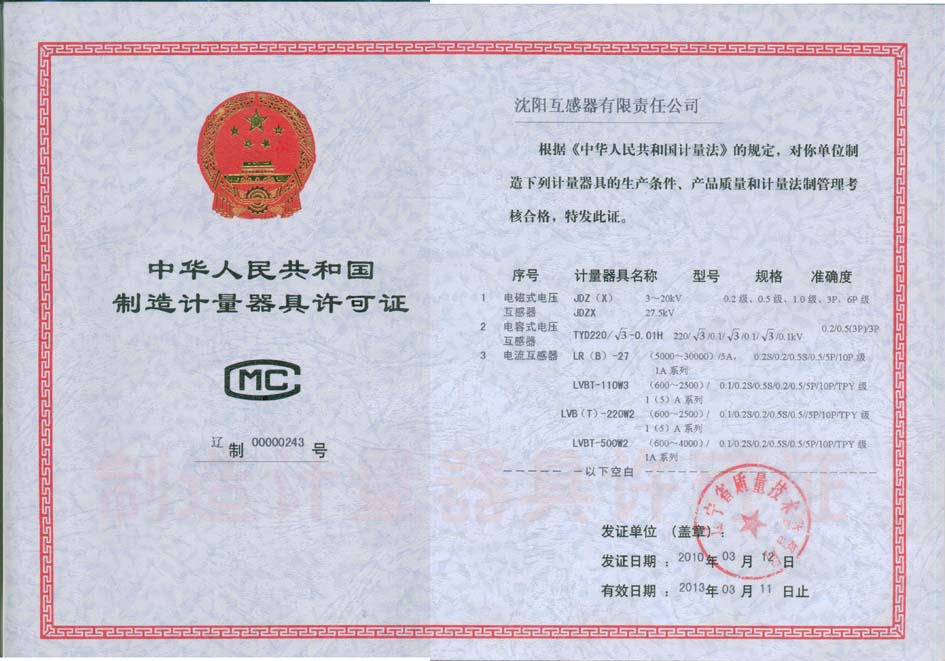 中华人民共和国
制造计量器具许可证
CMC
辽制00000243号
沈阳互感器有限责任公司
根据《中华人民共和国计量法》的规定，对你单位制
造下列计量器具的生产条件、产品质量和计量法制管理考
核合格，特发此证。
序号 计量器具名称 型号 规格 准确度
1 电磁式电压 JDZ（X） 3～20kV 0.2级、0.5级、1.0级、3P、6P级
互感器 JDZX 27.5kV
2 电容式电压 TYD220/√3-0.01H 220/√3/0.1/√3/0.1/√3/0.1kV 0.2/0.5(3P)/3P
互感器
3 电流互感器 LR（B）-27 （5000～30000）/5A， 0.2S/0.2/0.5S/0.5/5P/10P级
1A系列
LVBT-110W3 （600～2500）/ 0.1/0.2S/0.5S/0.2/0.5/5P/10P/TPY级
1（5）A系列
LVB（T）-220W2 （600～2500）/ 0.1/0.2S/0.2/0.5S/0.5/5P/10P/TPY级
1（5）A系列
LVBT-500W2 （600～4000）/ 0.1/0.2S/0.2/0.5S/0.5/5P/10P/TPY级
1A系列
------以下空白------
制造计量器具许可证
辽宁省质量技术
发证单位（盖章）：
发证日期：2010年03月12日
有效日期：2013年03月11日止